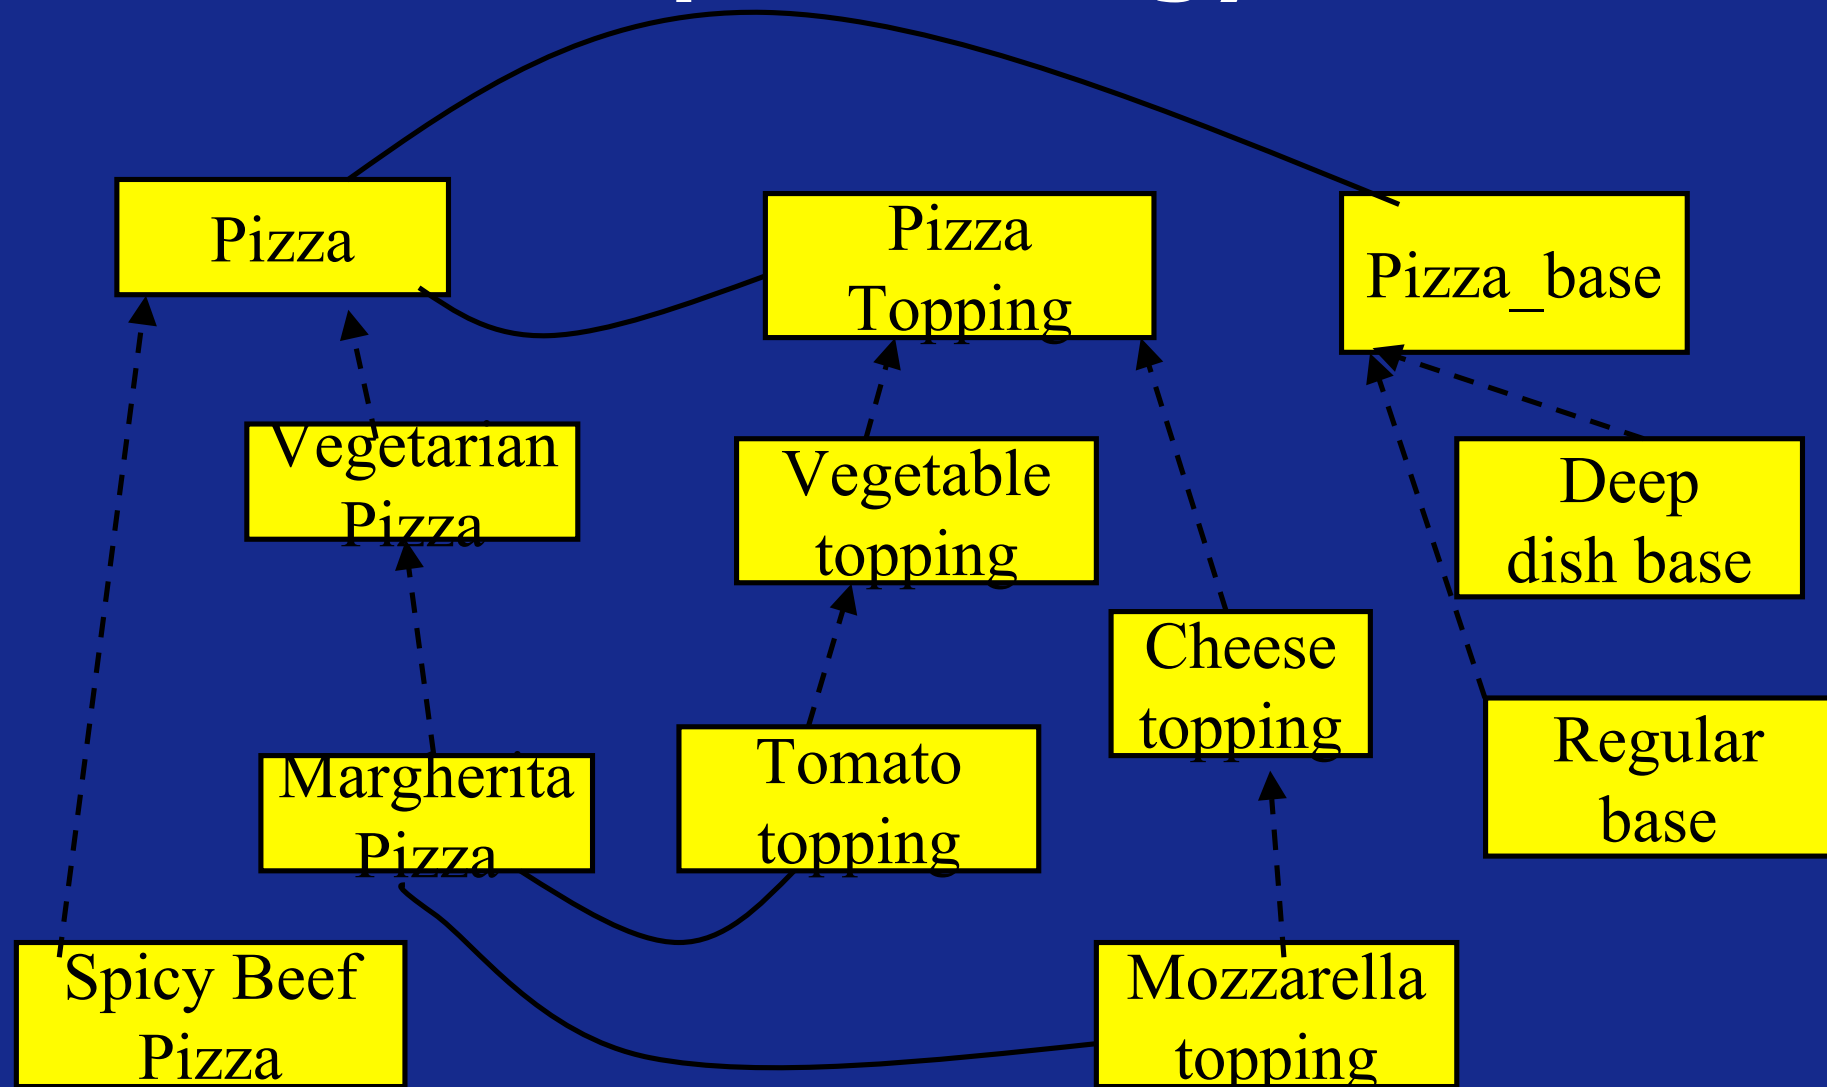 Pizza
Pizza
Topping
Pizza_base
Vegetarian
Pizza
Vegetable
topping
Deep
dish base
Cheese
topping
Regular
base
Margherita
Pizza
Tomato
topping
Spicy Beef
Pizza
Mozzarella
topping